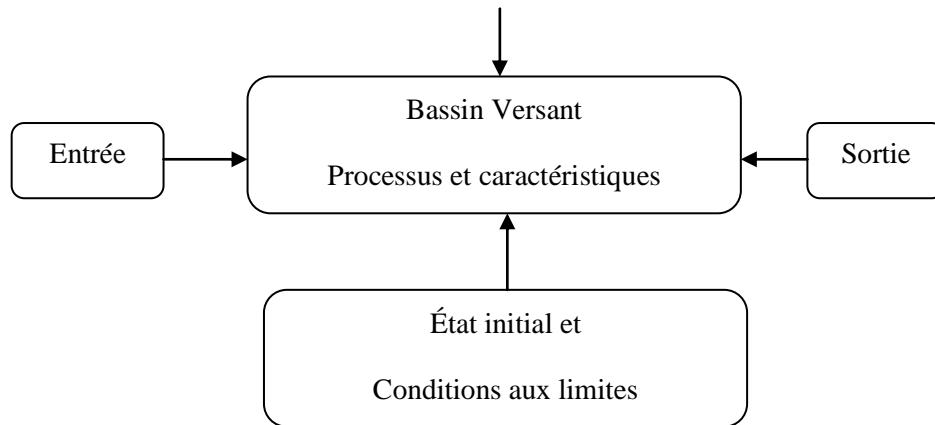 Bassin Versant
Processus et caractéristiques
Entrée
Sortie
État initial et
Conditions aux limites